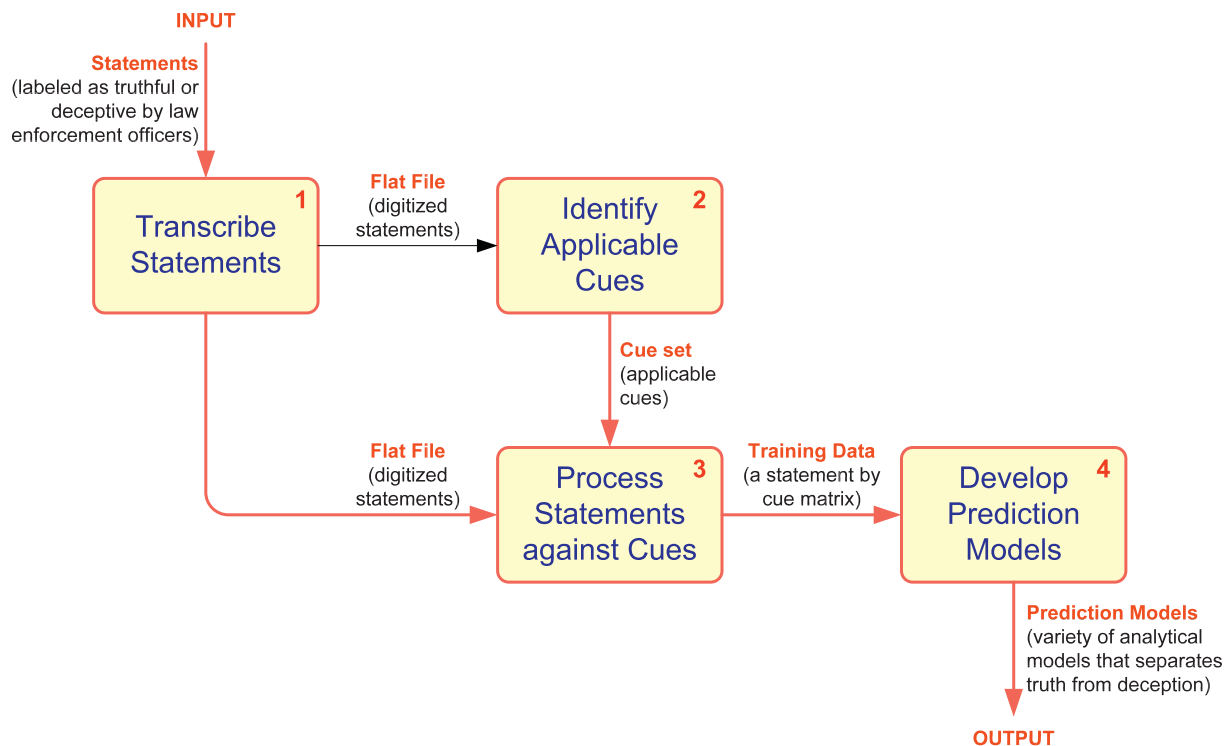 INPUT
Statements
(labeled as truthful or
deceptive by law
enforcement officers)
1
Transcribe
Statements
Flat File
(digitized
statements)
2
Identify
Applicable
Cues
Cue set
(applicable
cues)
Flat File
(digitized
statements)
3
Process
Statements
against Cues
Training Data
(a statement by
cue matrix)
4
Develop
Prediction
Models
Prediction Models
(variety of analytical
models that separates
truth from deception)
OUTPUT